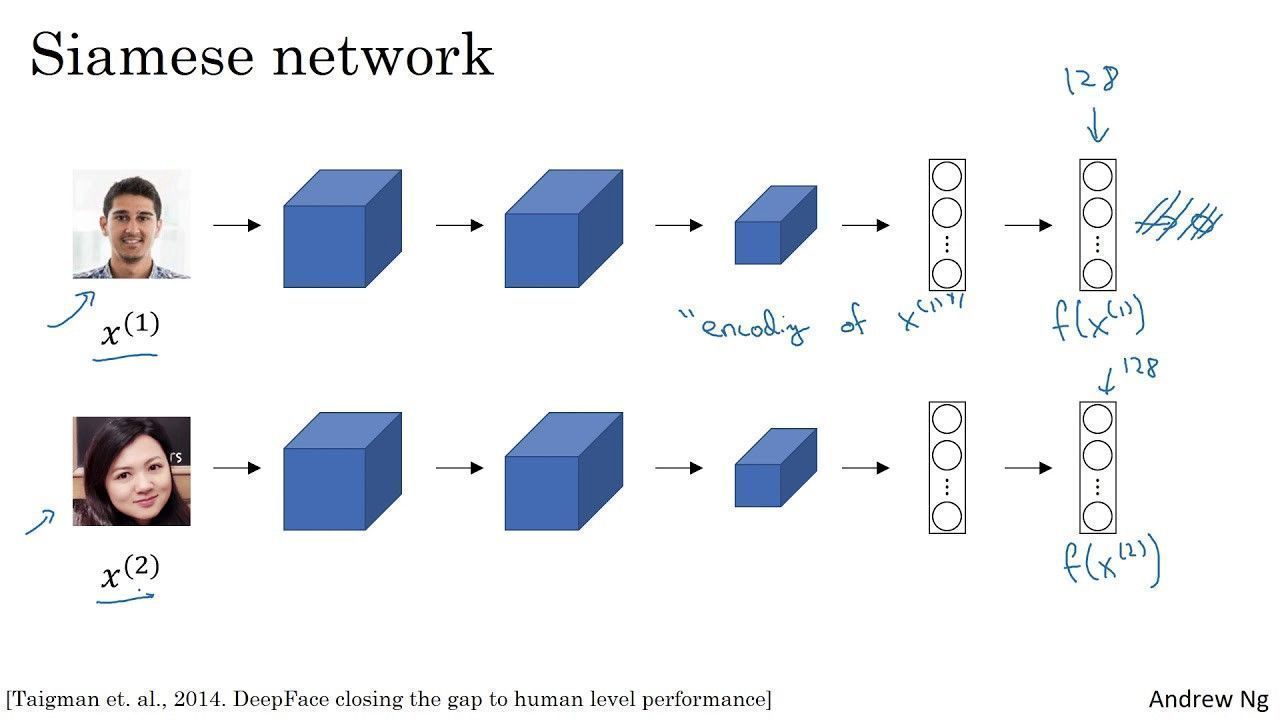 Siamese network
128
x⁽¹⁾
"encoding of x⁽¹⁾"
f(x⁽¹⁾)
128
rs
x⁽²⁾
f(x⁽²⁾)
[Taigman et. al., 2014. DeepFace closing the gap to human level performance]
Andrew Ng